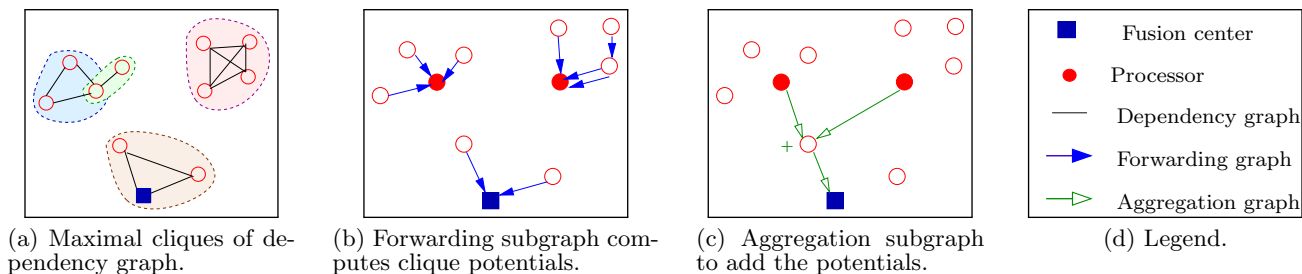 +
Fusion center
Processor
Dependency graph
Forwarding graph
Aggregation graph
(a) Maximal cliques of de-
pendency graph.
(b) Forwarding subgraph com-
putes clique potentials.
(c) Aggregation subgraph
to add the potentials.
(d) Legend.